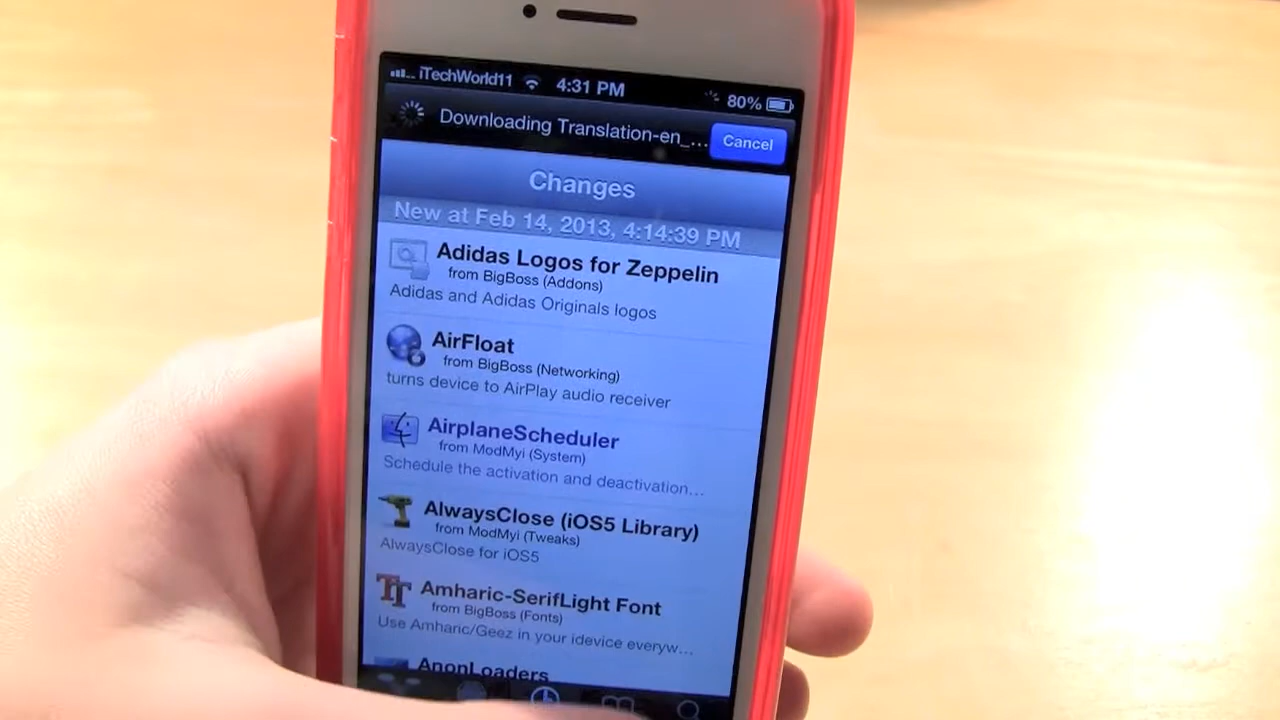 iTechWorld11 4:31 PM 80%
Downloading Translation-en_... Cancel
Changes
New at Feb 14, 2013, 4:14:39 PM
Adidas Logos for Zeppelin
from BigBoss (Addons)
Adidas and Adidas Originals logos
AirFloat
from BigBoss (Networking)
turns device to AirPlay audio receiver
AirplaneScheduler
from ModMyi (System)
Schedule the activation and deactivation...
AlwaysClose (iOS5 Library)
from ModMyi (Tweaks)
AlwaysClose for iOS5
Amharic-SerifLight Font
from BigBoss (Fonts)
Use Amharic/Geez in your idevice everyw...
AnonLoaders